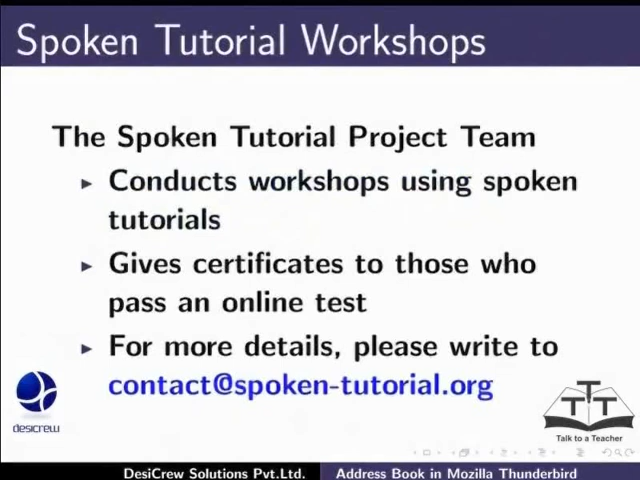 Spoken Tutorial Workshops
The Spoken Tutorial Project Team
Conducts workshops using spoken
tutorials
Gives certificates to those who
pass an online test
For more details, please write to
contact@spoken-tutorial.org
desicrew
TTT
Talk to a Teacher
DesiCrew Solutions Pvt.Ltd.
Address Book in Mozilla Thunderbird